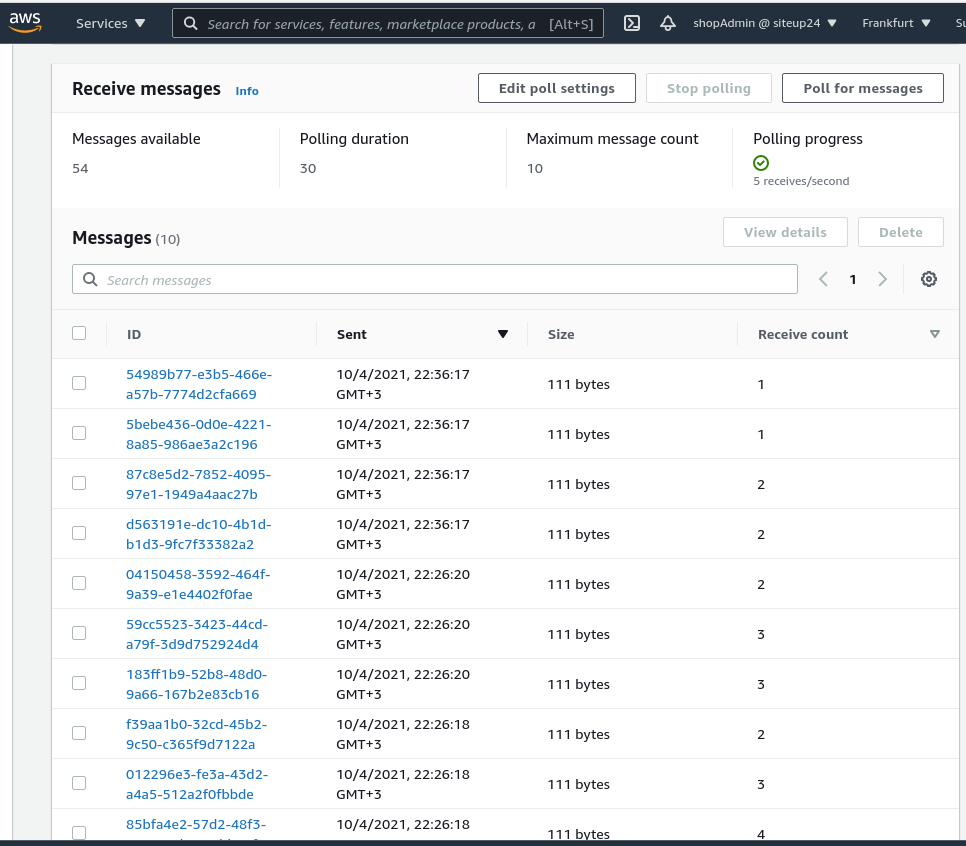 aws
Services
Search for services, features, marketplace products, a [Alt+S]
shopAdmin @ siteup24
Frankfurt
Su
Receive messages Info
Edit poll settings
Stop polling
Poll for messages
Messages available
54
Polling duration
30
Maximum message count
10
Polling progress
5 receives/second
Messages (10)
View details
Delete
Search messages
1
ID Sent Size Receive count
54989b77-e3b5-466e-
a57b-7774d2cfa669
10/4/2021, 22:36:17
GMT+3
111 bytes
1
5bebe436-0d0e-4221-
8a85-986ae3a2c196
10/4/2021, 22:36:17
GMT+3
111 bytes
1
87c8e5d2-7852-4095-
97e1-1949a4aac27b
10/4/2021, 22:36:17
GMT+3
111 bytes
2
d563191e-dc10-4b1d-
b1d3-9fc7f33382a2
10/4/2021, 22:36:17
GMT+3
111 bytes
2
04150458-3592-464f-
9a39-e1e4402f0fae
10/4/2021, 22:26:20
GMT+3
111 bytes
2
59cc5523-3423-44cd-
a79f-3d9d752924d4
10/4/2021, 22:26:20
GMT+3
111 bytes
3
183ff1b9-52b8-48d0-
9a66-167b2e83cb16
10/4/2021, 22:26:20
GMT+3
111 bytes
3
f39aa1b0-32cd-45b2-
9c50-c365f9d7122a
10/4/2021, 22:26:18
GMT+3
111 bytes
2
012296e3-fe3a-43d2-
a4a5-512a2f0fbbde
10/4/2021, 22:26:18
GMT+3
111 bytes
3
85bfa4e2-57d2-48f3-
10/4/2021, 22:26:18
111 bytes
4